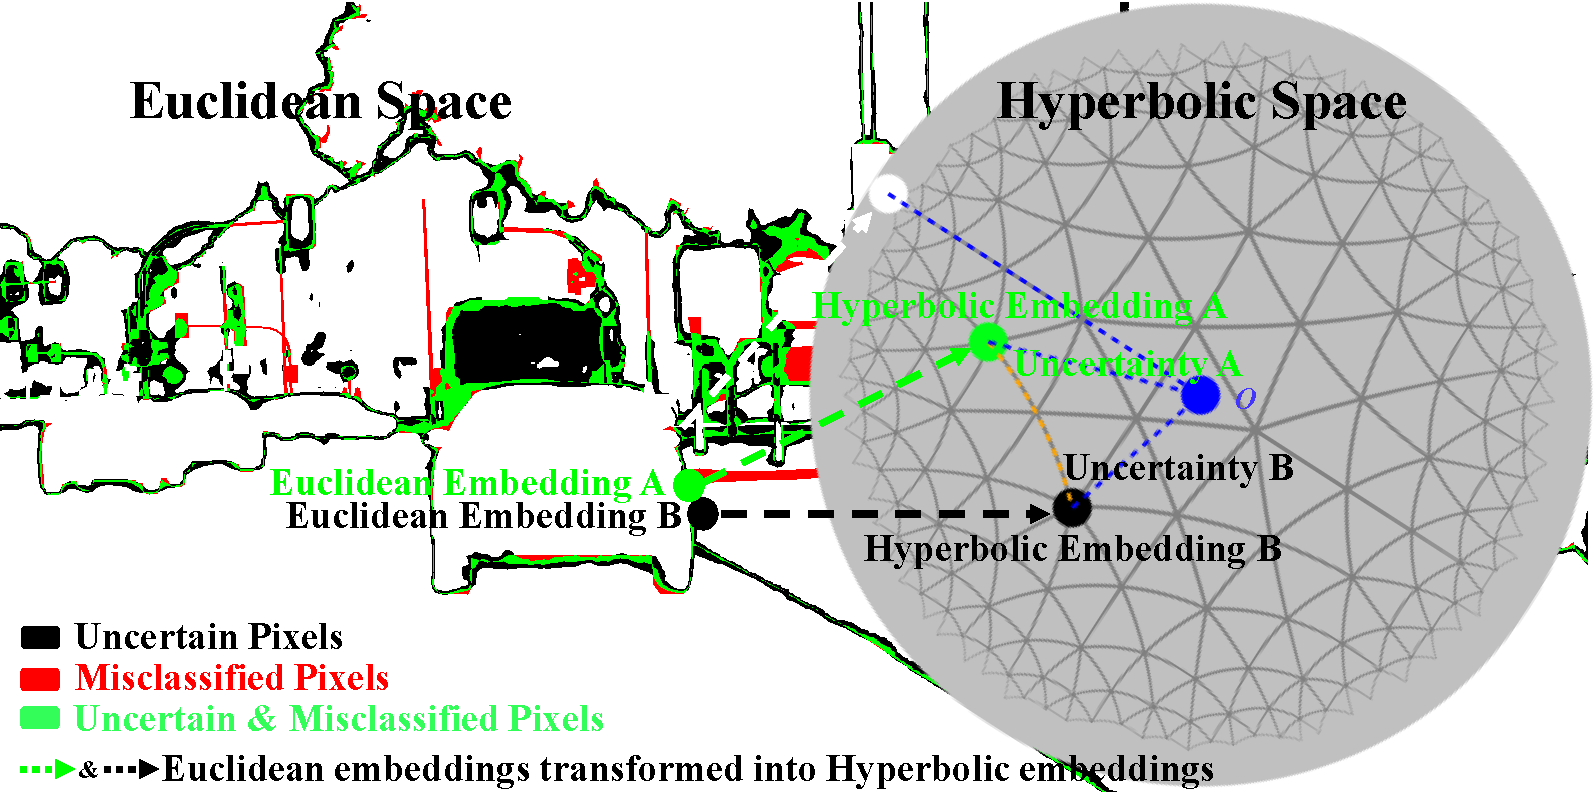 Euclidean Space
Hyperbolic Space
Hyperbolic Embedding A
Uncertainty A
O
Uncertainty B
Euclidean Embedding A
Euclidean Embedding B
Hyperbolic Embedding B
Uncertain Pixels
Misclassified Pixels
Uncertain & Misclassified Pixels
& Euclidean embeddings transformed into Hyperbolic embeddings